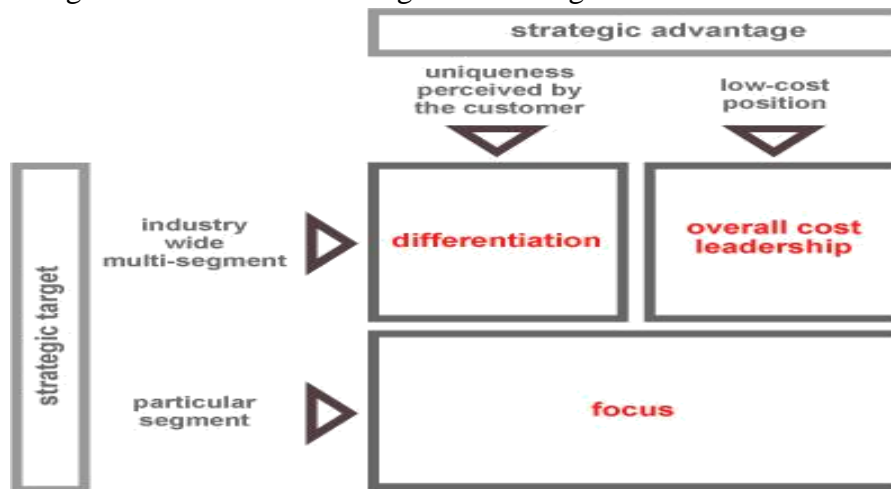 strategic advantage
uniqueness
perceived by
the customer
low-cost
position
industry
wide
multi-segment
differentiation
overall cost
leadership
strategic target
particular
segment
focus